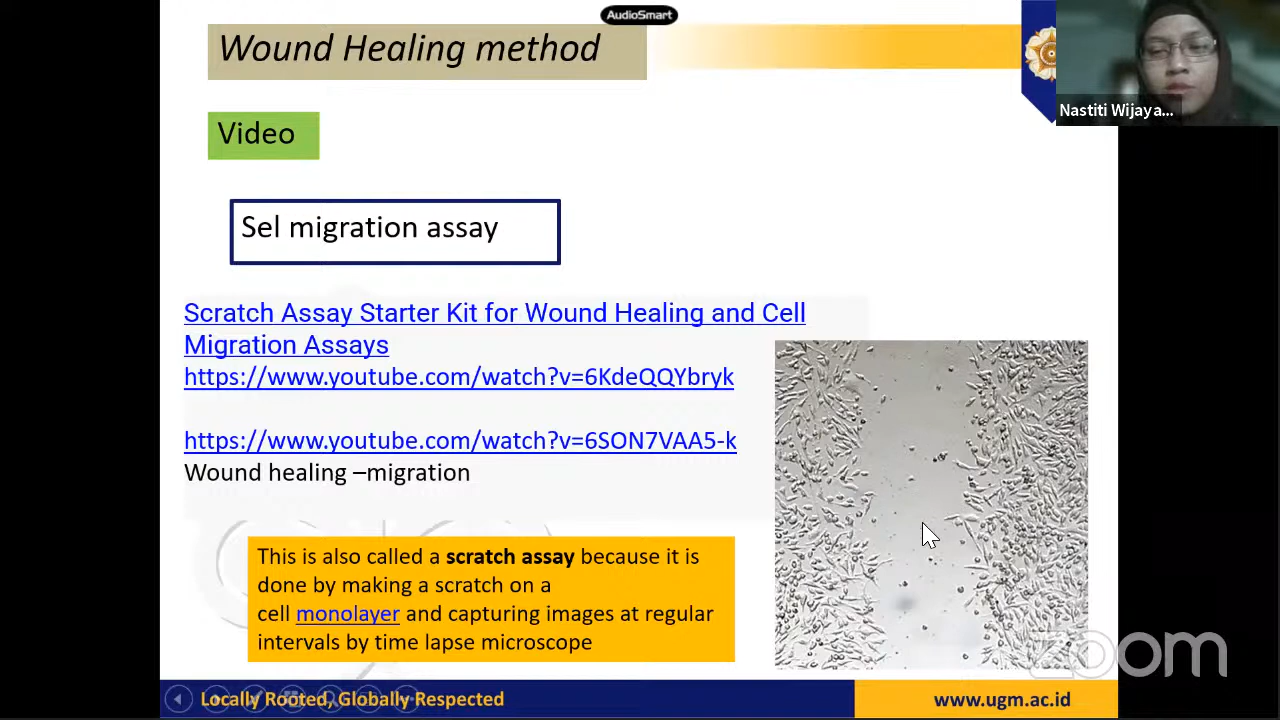 AudioSmart
Wound Healing method
Nastiti Wijaya...
Video
Sel migration assay
Scratch Assay Starter Kit for Wound Healing and Cell
Migration Assays
https://www.youtube.com/watch?v=6KdeQQYbryk
https://www.youtube.com/watch?v=6SON7VAA5-k
Wound healing –migration
This is also called a scratch assay because it is
done by making a scratch on a
cell monolayer and capturing images at regular
intervals by time lapse microscope
zoom
Locally Rooted, Globally Respected
www.ugm.ac.id